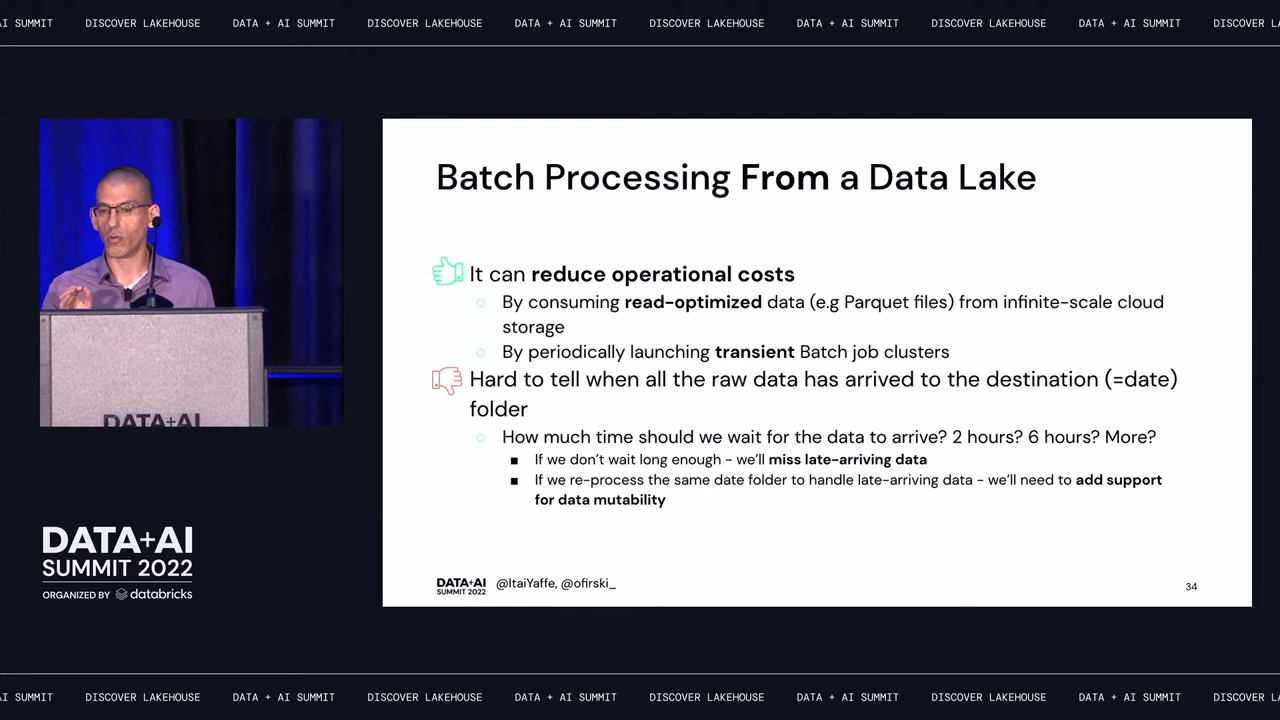 AI SUMMIT DISCOVER LAKEHOUSE DATA + AI SUMMIT DISCOVER LAKEHOUSE DATA + AI SUMMIT DISCOVER LAKEHOUSE DATA + AI SUMMIT DISCOVER LAKEHOUSE DATA + AI SUMMIT DISCOVER
DATA+AI
DATA+AI
SUMMIT 2022
ORGANIZED BY databricks
Batch Processing From a Data Lake
It can reduce operational costs
○ By consuming read-optimized data (e.g Parquet files) from infinite-scale cloud
storage
○ By periodically launching transient Batch job clusters
Hard to tell when all the raw data has arrived to the destination (=date)
folder
○ How much time should we wait for the data to arrive? 2 hours? 6 hours? More?
■ If we don't wait long enough - we'll miss late-arriving data
■ If we re-process the same date folder to handle late-arriving data - we'll need to add support
for data mutability
DATA+AI
SUMMIT 2022
@ItaiYaffe, @ofirski_
34
AI SUMMIT DISCOVER LAKEHOUSE DATA + AI SUMMIT DISCOVER LAKEHOUSE DATA + AI SUMMIT DISCOVER LAKEHOUSE DATA + AI SUMMIT DISCOVER LAKEHOUSE DATA + AI SUMMIT DISCOVER